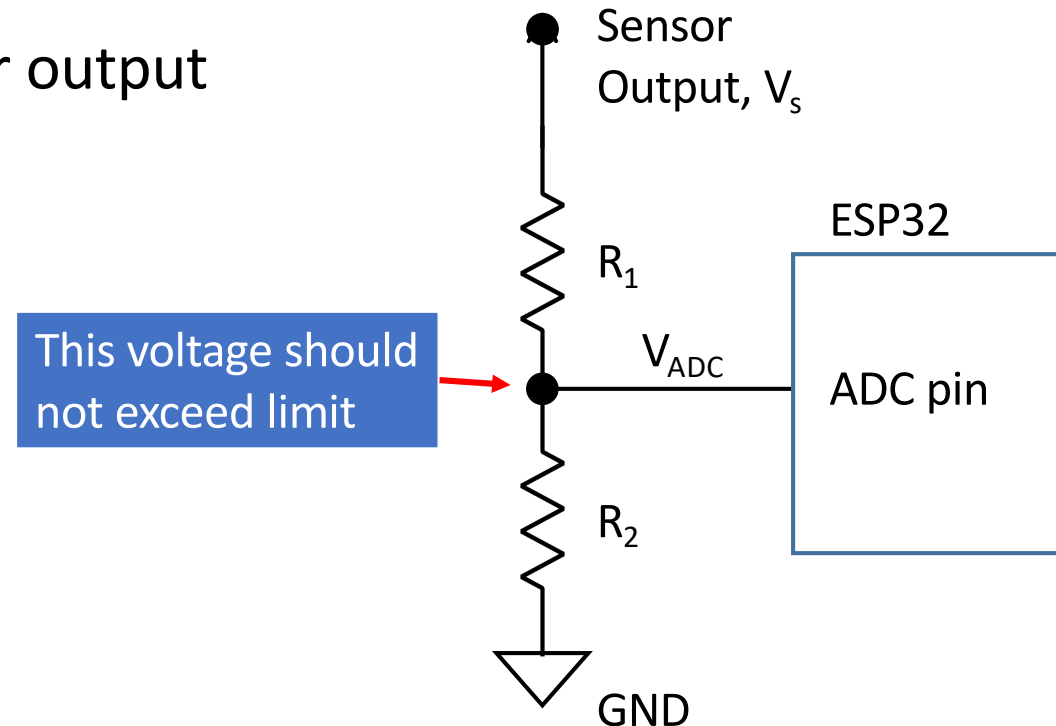 r output
Sensor
Output, Vs
ESP32
R1
This voltage should
not exceed limit
VADC
ADC pin
R2
GND